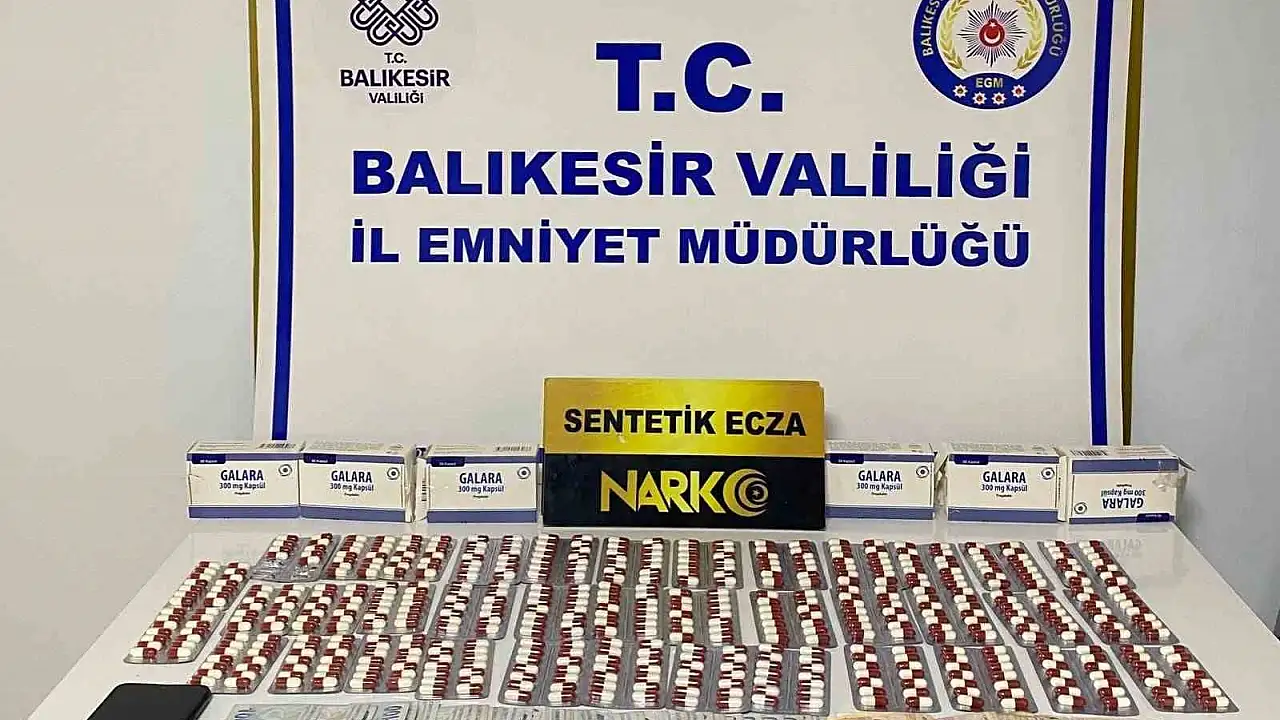 T.C.
BALIKESİR
VALİLİĞİ
T.C.
BALIKES
ÜRLÜĞÜ
EGM
BALIKESİR VALİLİĞİ
İL EMNİYET MÜDÜRLÜĞÜ
SENTETİK ECZA
NARKO
GALARA
300 mg Kapsül
GALARA
300 mg Kapsül
GALARA
300 mg Kapsül
GALARA
300 mg Kapsül
GALARA
300 mg Kapsül
GALARA
300 mg Kapsül